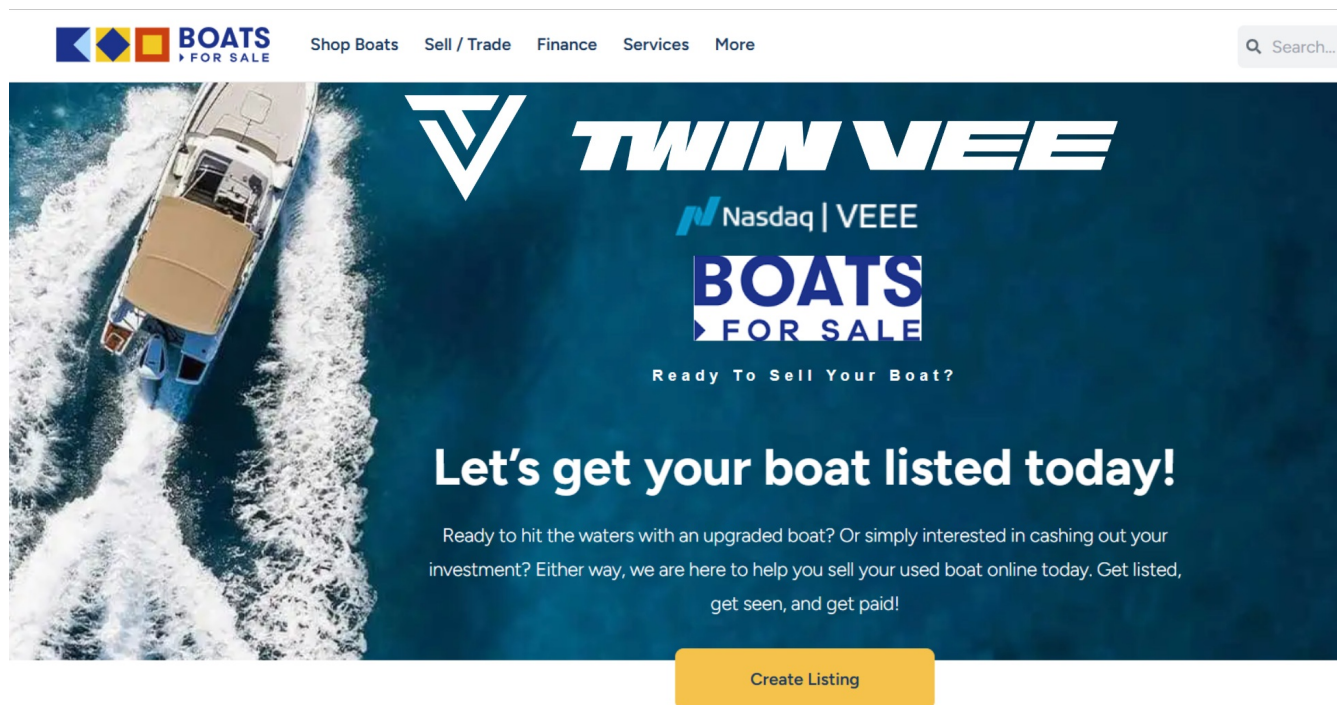 BOATS
FOR SALE
Shop Boats Sell / Trade Finance Services More
Search...
TWIN VEE
Nasdaq | VEEE
BOATS
FOR SALE
Ready To Sell Your Boat?
Let's get your boat listed today!
Ready to hit the waters with an upgraded boat? Or simply interested in cashing out your
investment? Either way, we are here to help you sell your used boat online today. Get listed,
get seen, and get paid!
Create Listing